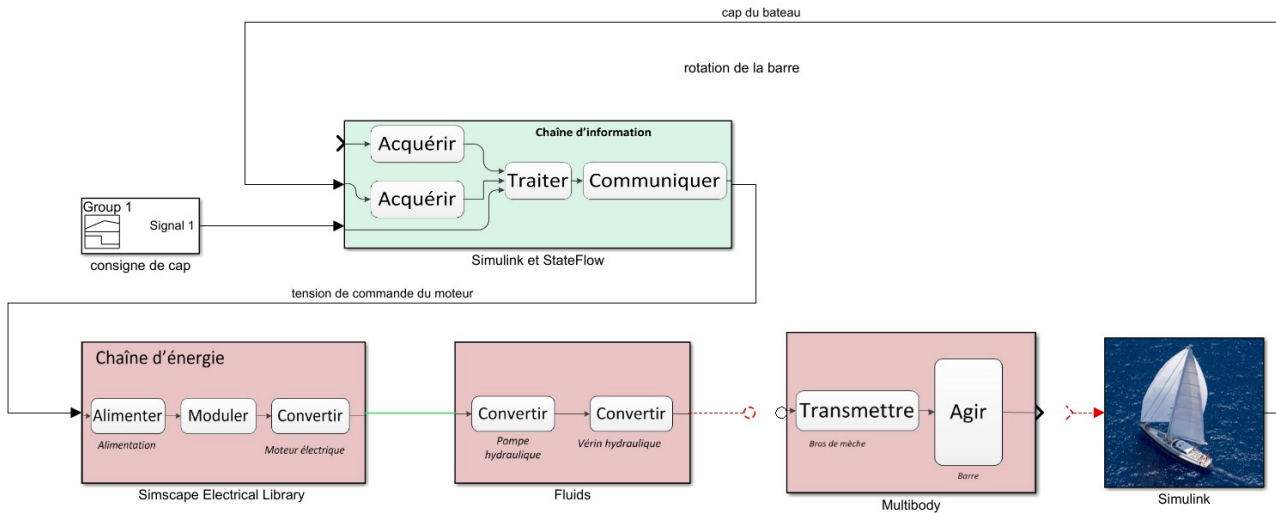 cap du bateau
rotation de la barre
Chaîne d'information
Acquérir
Acquérir
Traiter
Communiquer
Group 1
Signal 1
consigne de cap
Simulink et StateFlow
tension de commande du moteur
Chaîne d'énergie
Alimenter
Moduler
Convertir
Alimentation
Moteur électrique
Simscape Electrical Library
Convertir
Convertir
Pompe
hydraulique
Vérin hydraulique
Fluids
Transmettre
Agir
Bras de mèche
Barre
Multibody
Simulink